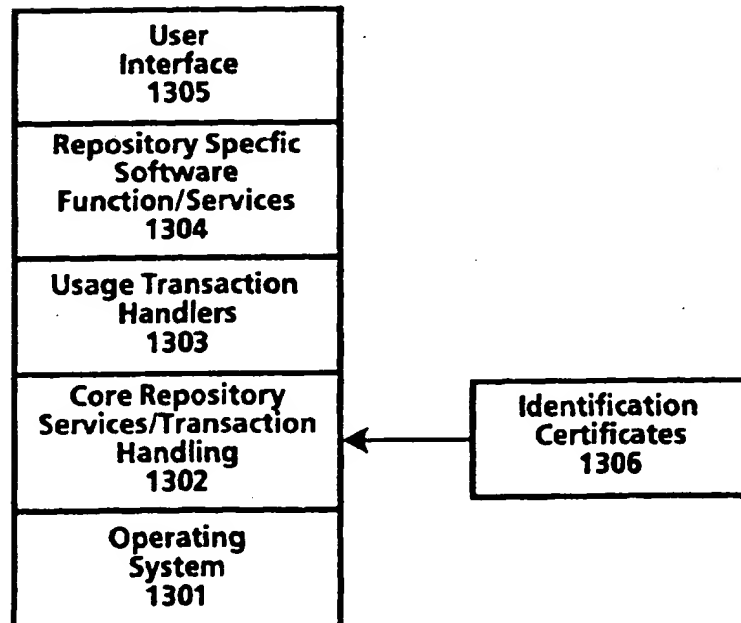 User
Interface
1305
Repository Specfic
Software
Function/Services
1304
Usage Transaction
Handlers
1303
Core Repository
Services/Transaction
Handling
1302
Identification
Certificates
1306
Operating
System
1301